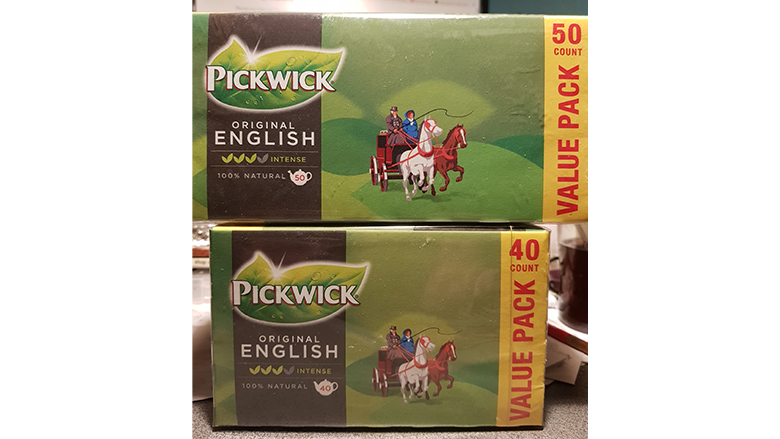 PICKWICK
ORIGINAL
ENGLISH
INTENSE
100% NATURAL 50
50
COUNT
VALUE PACK
PICKWICK
ORIGINAL
ENGLISH
INTENSE
100% NATURAL 40
40
COUNT
VALUE PACK